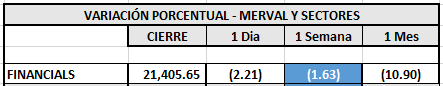 VARIACIÓN PORCENTUAL - MERVAL Y SECTORES
CIERRE 1 Dia 1 Semana 1 Mes
FINANCIALS 21,405.65 (2.21) (1.63) (10.90)